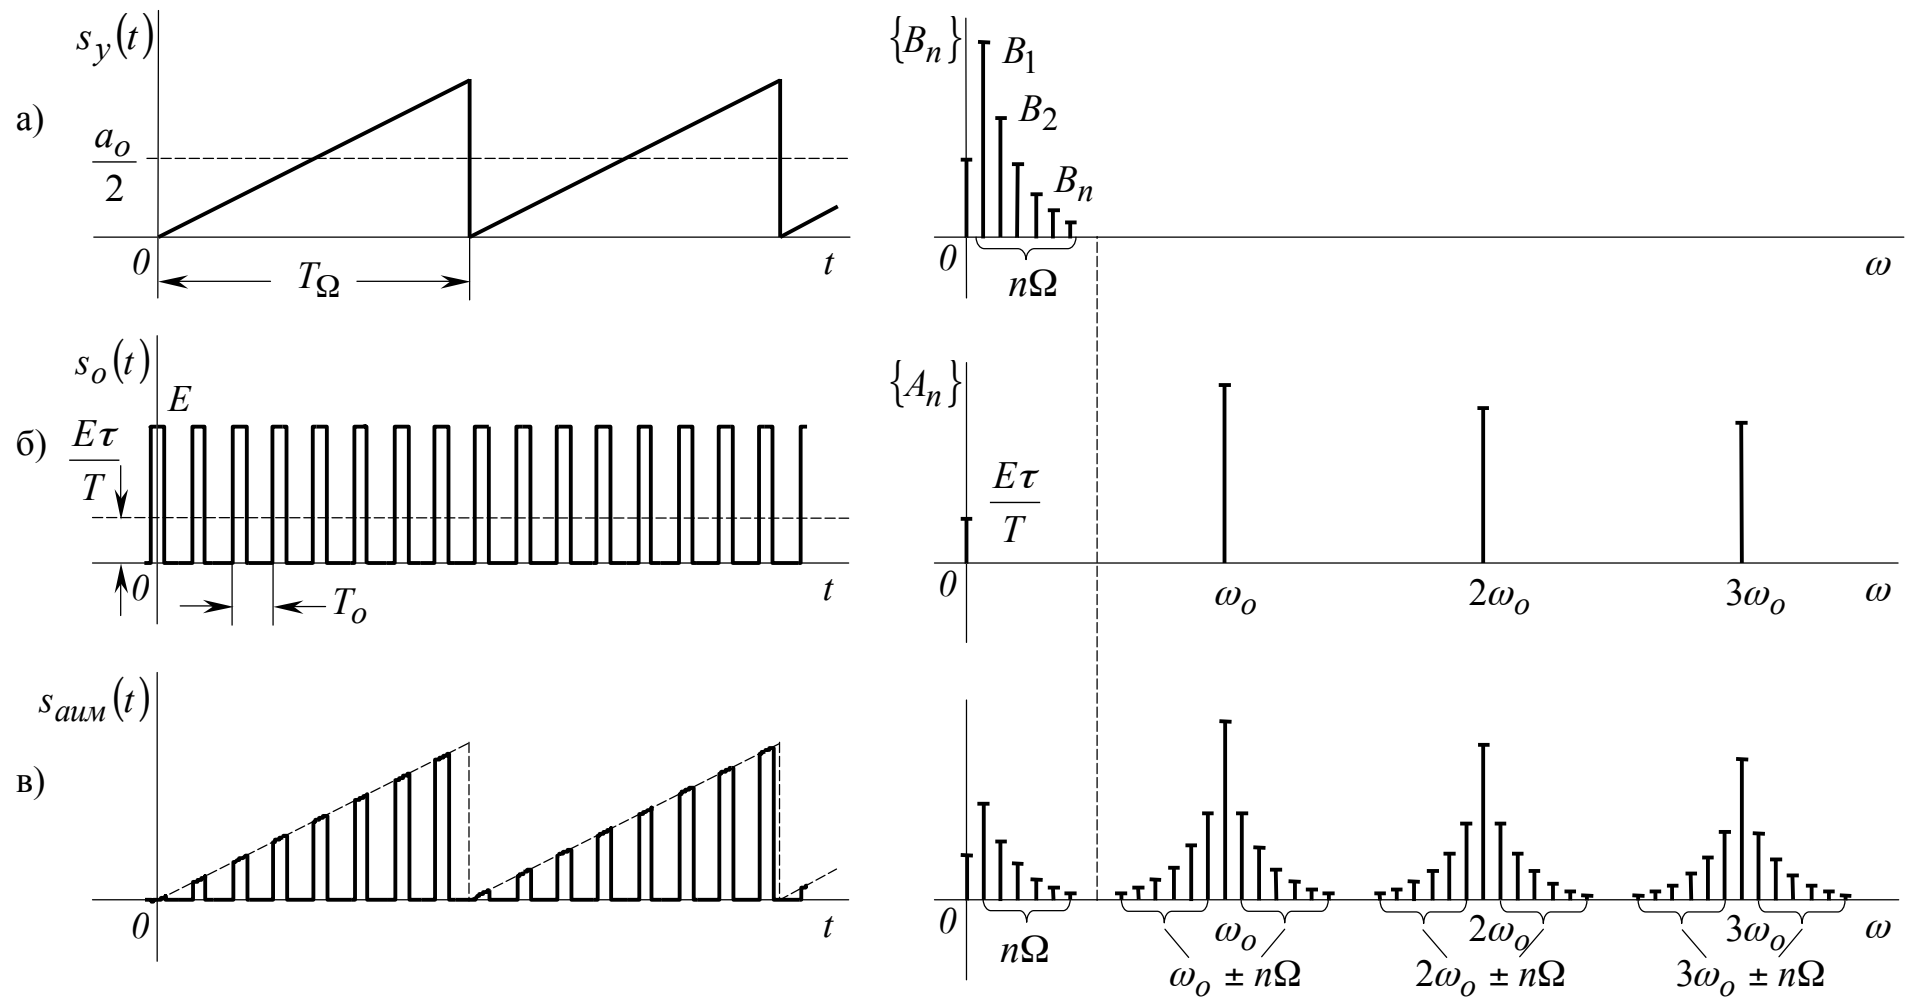 а)
s_y(t)
a_o/2
0
T_Ω
t
{B_n}
B_1
B_2
B_n
0
nΩ
ω
б)
s_o(t)
E
Eτ/T
0
T_o
t
{A_n}
Eτ/T
0
ω_o
2ω_o
3ω_o
ω
в)
s_аим(t)
0
t
0
nΩ
ω_o
ω_o ± nΩ
2ω_o
2ω_o ± nΩ
3ω_o
3ω_o ± nΩ
ω